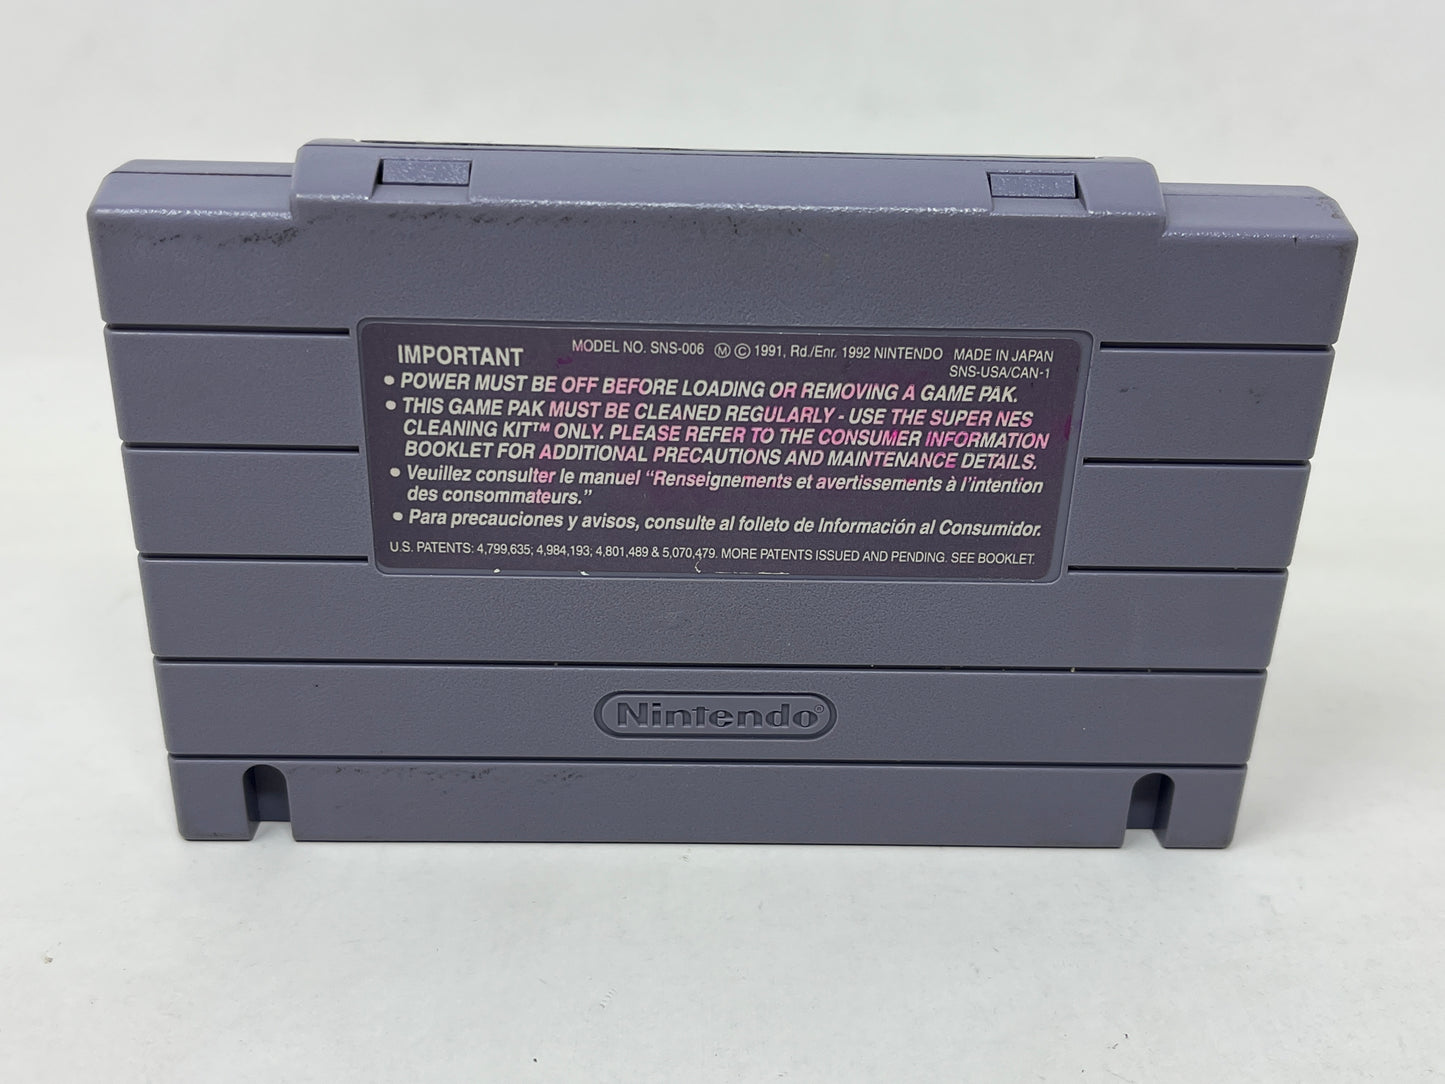 IMPORTANT MODEL NO. SNS-006 Ⓜ © 1991, Rd./Enr. 1992 NINTENDO MADE IN JAPAN
SNS-USA/CAN-1
• POWER MUST BE OFF BEFORE LOADING OR REMOVING A GAME PAK.
• THIS GAME PAK MUST BE CLEANED REGULARLY - USE THE SUPER NES
CLEANING KIT™ ONLY. PLEASE REFER TO THE CONSUMER INFORMATION
BOOKLET FOR ADDITIONAL PRECAUTIONS AND MAINTENANCE DETAILS.
• Veuillez consulter le manuel “Renseignements et avertissements à l’intention
des consommateurs.”
• Para precauciones y avisos, consulte al folleto de Información al Consumidor.
U.S. PATENTS: 4,799,635; 4,984,193; 4,801,489 & 5,070,479. MORE PATENTS ISSUED AND PENDING. SEE BOOKLET.
Nintendo®